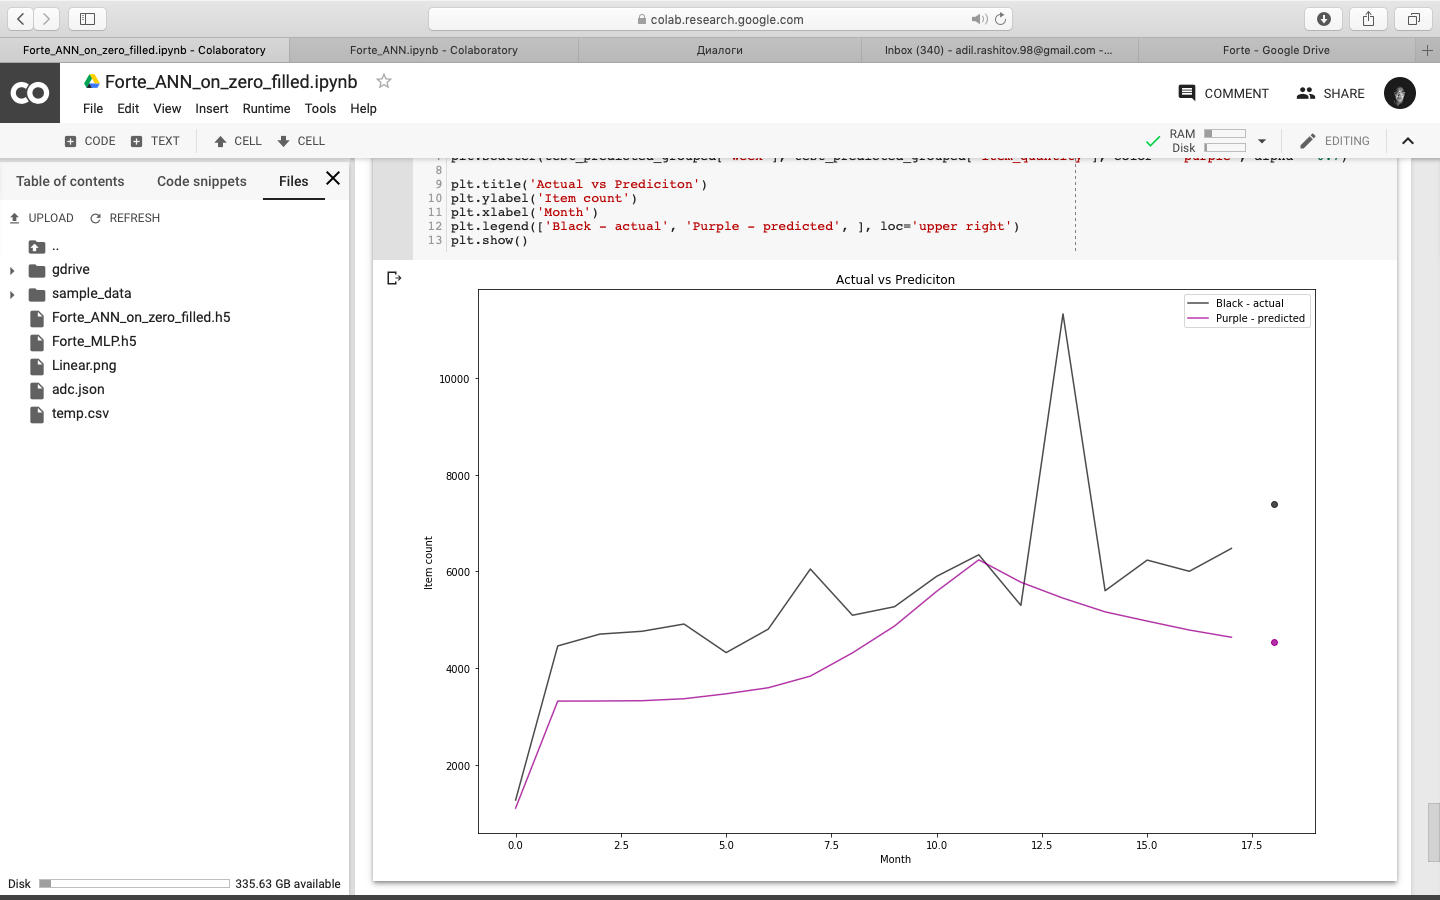 colab.research.google.com
Forte_ANN_on_zero_filled.ipynb - Colaboratory
Forte_ANN.ipynb - Colaboratory
Диалоги
Inbox (340) - adil.rashitov.98@gmail.com -...
Forte - Google Drive
CO
Forte_ANN_on_zero_filled.ipynb
COMMENT
SHARE
File Edit View Insert Runtime Tools Help
CODE TEXT CELL CELL
RAM
Disk
EDITING
Table of contents Code snippets Files
UPLOAD REFRESH
..
gdrive
sample_data
Forte_ANN_on_zero_filled.h5
Forte_MLP.h5
Linear.png
adc.json
temp.csv
Disk 335.63 GB available
8
9 plt.title('Actual vs Prediciton')
10 plt.ylabel('Item count')
11 plt.xlabel('Month')
12 plt.legend(['Black - actual', 'Purple - predicted', ], loc='upper right')
13 plt.show()
Actual vs Prediciton
Black - actual
Purple - predicted
10000
8000
6000
4000
2000
Item count
0.0 2.5 5.0 7.5 10.0 12.5 15.0 17.5
Month